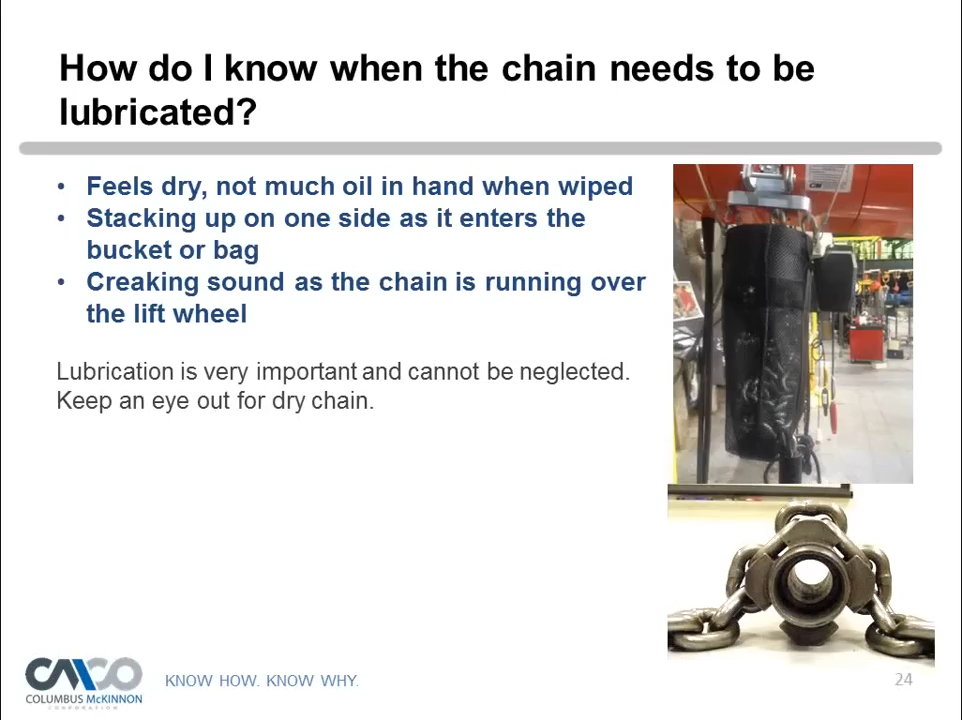 How do I know when the chain needs to be
lubricated?
• Feels dry, not much oil in hand when wiped
• Stacking up on one side as it enters the
bucket or bag
• Creaking sound as the chain is running over
the lift wheel
Lubrication is very important and cannot be neglected.
Keep an eye out for dry chain.
CMCO
COLUMBUS McKINNON
CORPORATION
KNOW HOW. KNOW WHY.
24